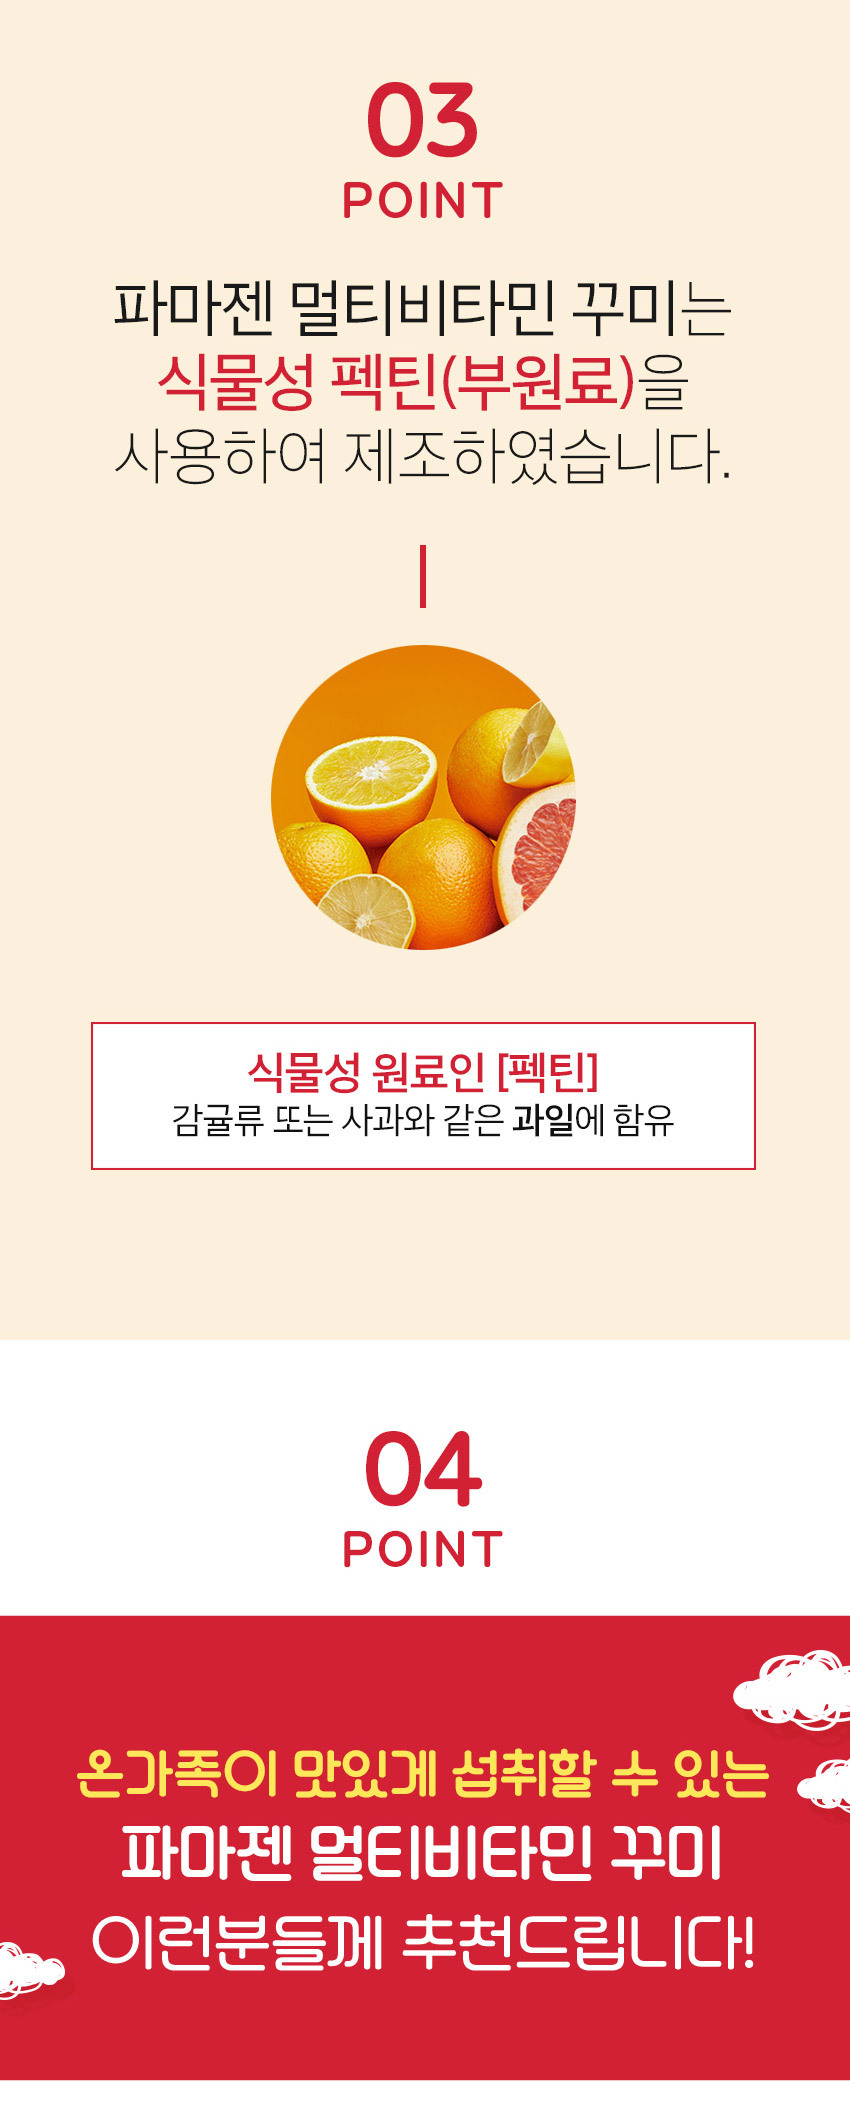 03
POINT
파마젠 멀티비타민 꾸미는
식물성 펙틴(부원료)을
사용하여 제조하였습니다.
식물성 원료인 [펙틴]
감귤류 또는 사과와 같은 과일에 함유
04
POINT
온가족이 맛있게 섭취할 수 있는
파마젠 멀티비타민 꾸미
이런분들께 추천드립니다!